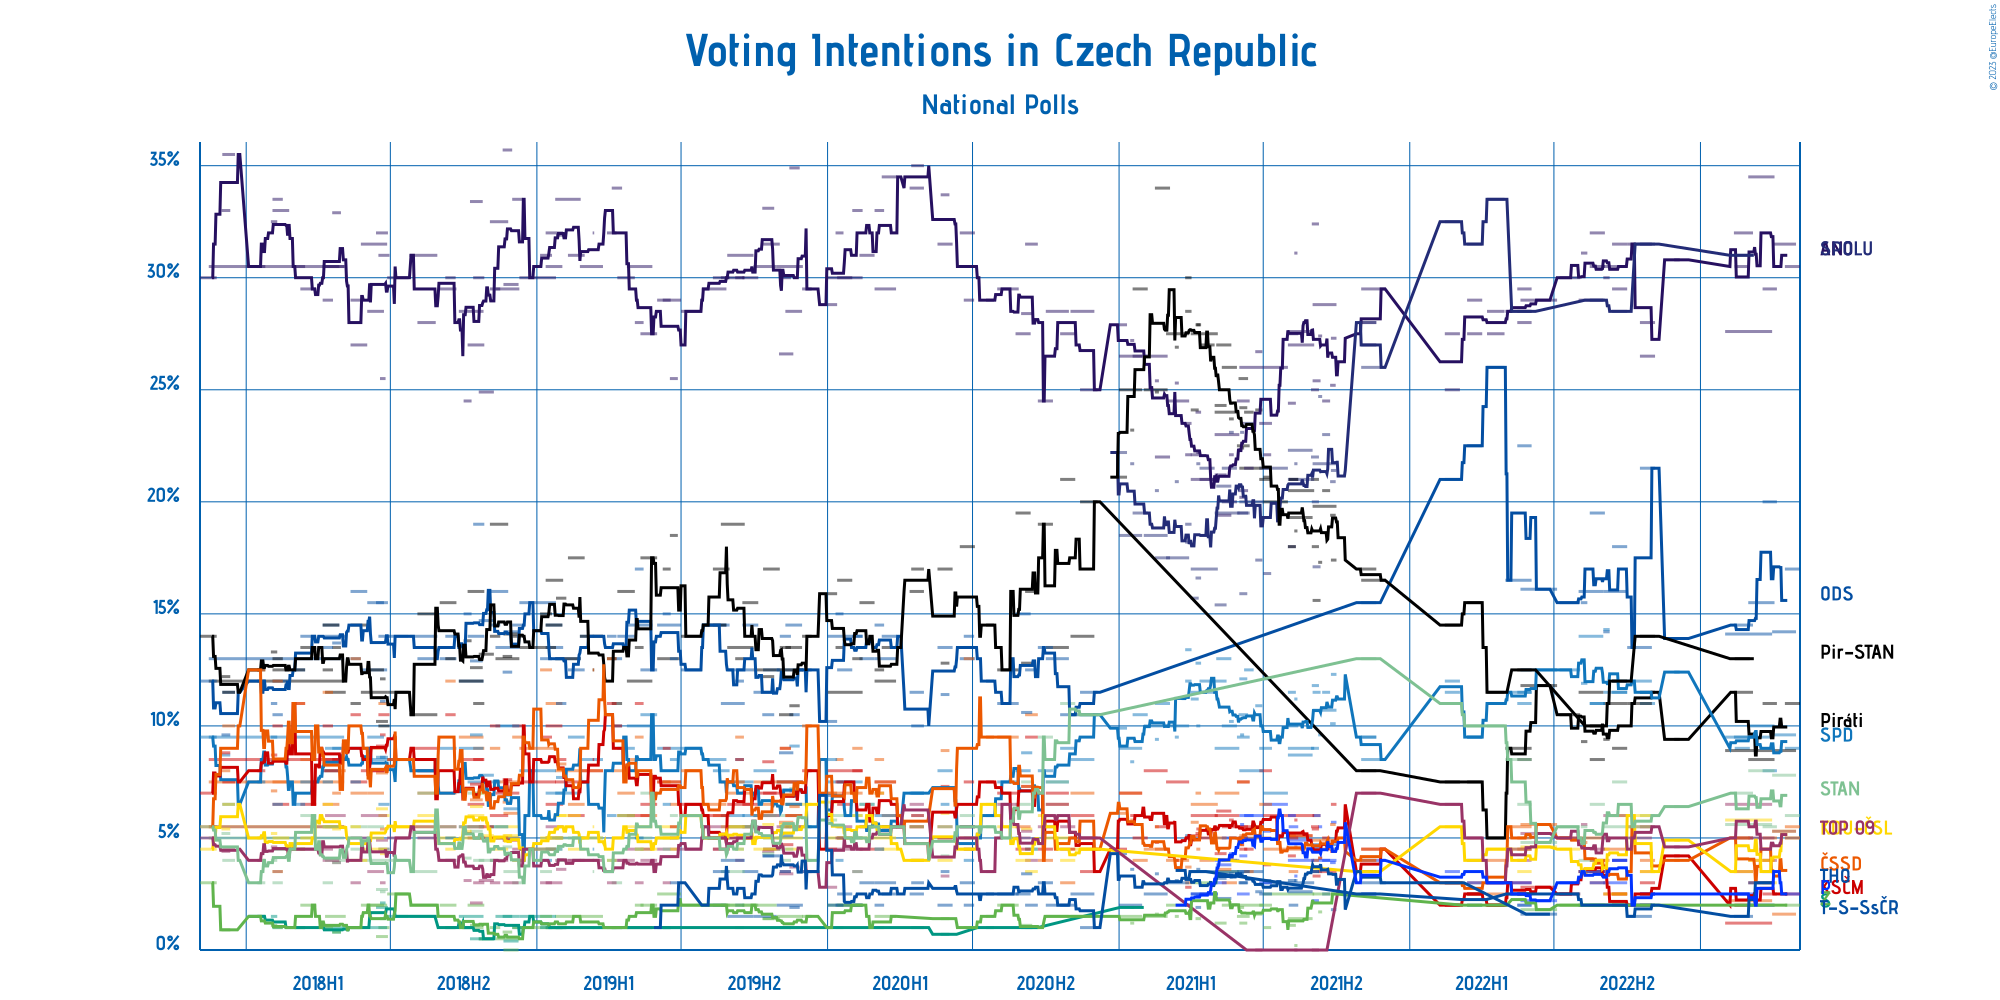 © 2023 @EuropeElects
Voting Intentions in Czech Republic
National Polls
35%
30%
25%
20%
15%
10%
5%
0%
ODS
Pir-STAN
Piráti
SPD
STAN
TOP 09
ČSSD
KSČM
T-S-SsČR
2018H1 2018H2 2019H1 2019H2 2020H1 2020H2 2021H1 2021H2 2022H1 2022H2